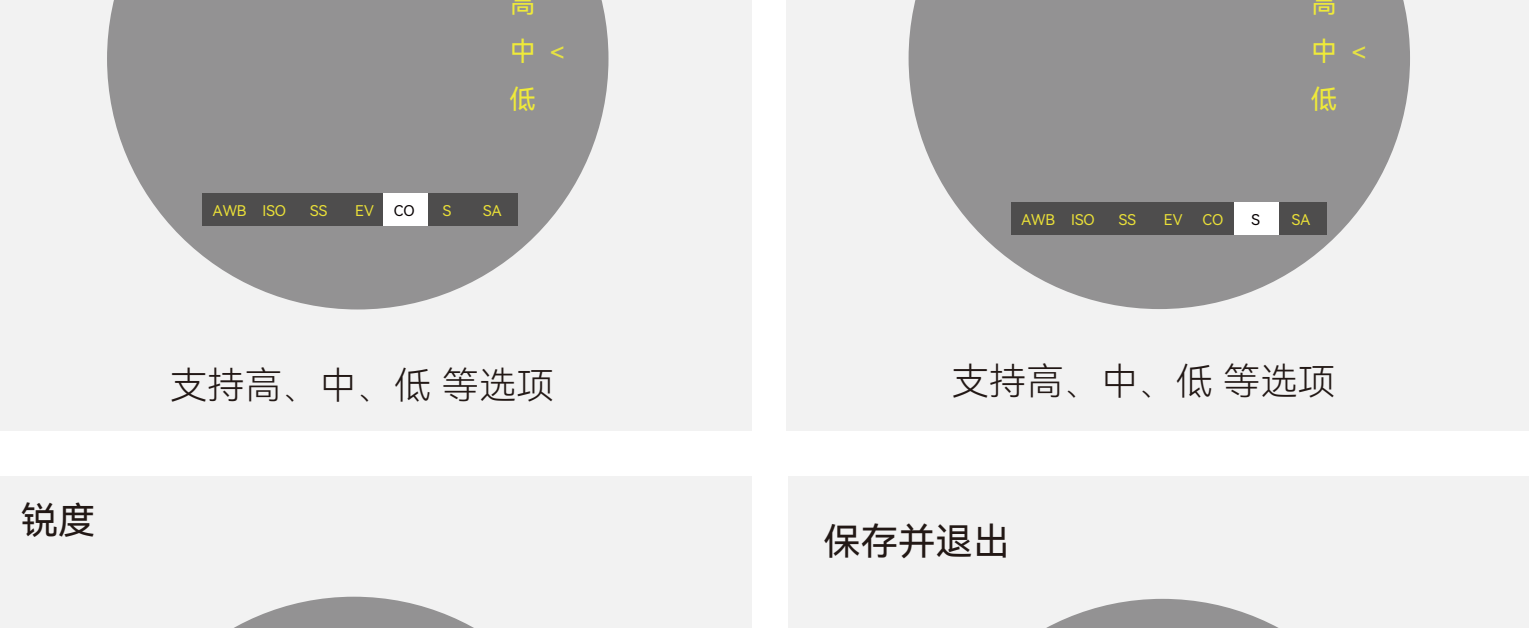 高
中 <
低
AWB ISO SS EV CO S SA
支持高、中、低 等选项
高
中 <
低
AWB ISO SS EV CO S SA
支持高、中、低 等选项
锐度
保存并退出